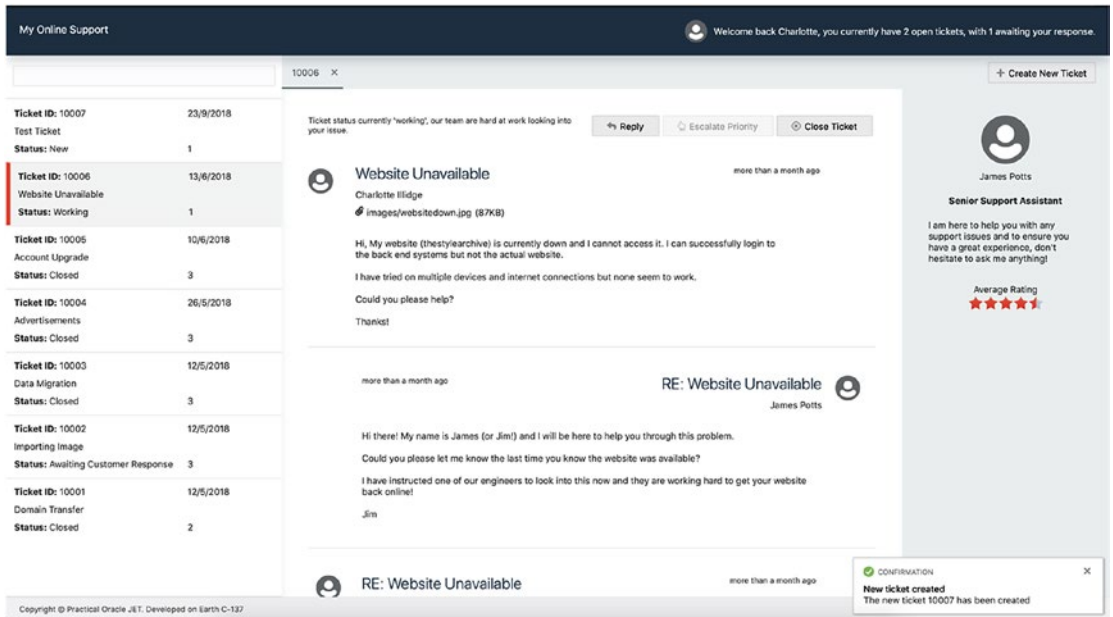 My Online Support
Welcome back Charlotte, you currently have 2 open tickets, with 1 awaiting your response.
10006 ×
+ Create New Ticket
Ticket ID: 10007 23/9/2018
Test Ticket
Status: New 1
Ticket ID: 10006 13/6/2018
Website Unavailable
Status: Working 1
Ticket ID: 10005 10/6/2018
Account Upgrade
Status: Closed 3
Ticket ID: 10004 26/5/2018
Advertisements
Status: Closed 3
Ticket ID: 10003 12/5/2018
Data Migration
Status: Closed 3
Ticket ID: 10002 12/5/2018
Importing Image
Status: Awaiting Customer Response 3
Ticket ID: 10001 12/5/2018
Domain Transfer
Status: Closed 2
Ticket status currently 'working', our team are hard at work looking into
your issue.
Reply
Escalate Priority
Close Ticket
Website Unavailable more than a month ago
Charlotte Illidge
images/websitedown.jpg (87KB)
Hi, My website (thestylearchive) is currently down and I cannot access it. I can successfully login to
the back end systems but not the actual website.
I have tried on multiple devices and internet connections but none seem to work.
Could you please help?
Thanks!
more than a month ago RE: Website Unavailable
James Potts
Hi there! My name is James (or Jim!) and I will be here to help you through this problem.
Could you please let me know the last time you know the website was available?
I have instructed one of our engineers to look into this now and they are working hard to get your website
back online!
Jim
RE: Website Unavailable more than a month ago
James Potts
Senior Support Assistant
I am here to help you with any
support issues and to ensure you
have a great experience, don't
hesitate to ask me anything!
Average Rating
CONFIRMATION ×
New ticket created
The new ticket 10007 has been created
Copyright © Practical Oracle JET. Developed on Earth C-137